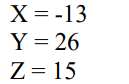 X = -13
Y = 26
Z = 15